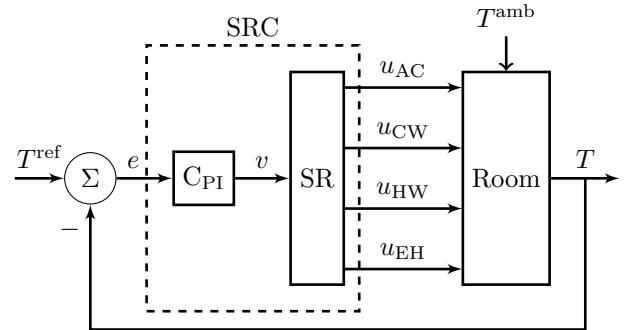 T^amb
SRC
u_AC
T^ref
Σ
e
C_PI
v
SR
u_CW
Room
T
u_HW
−
u_EH